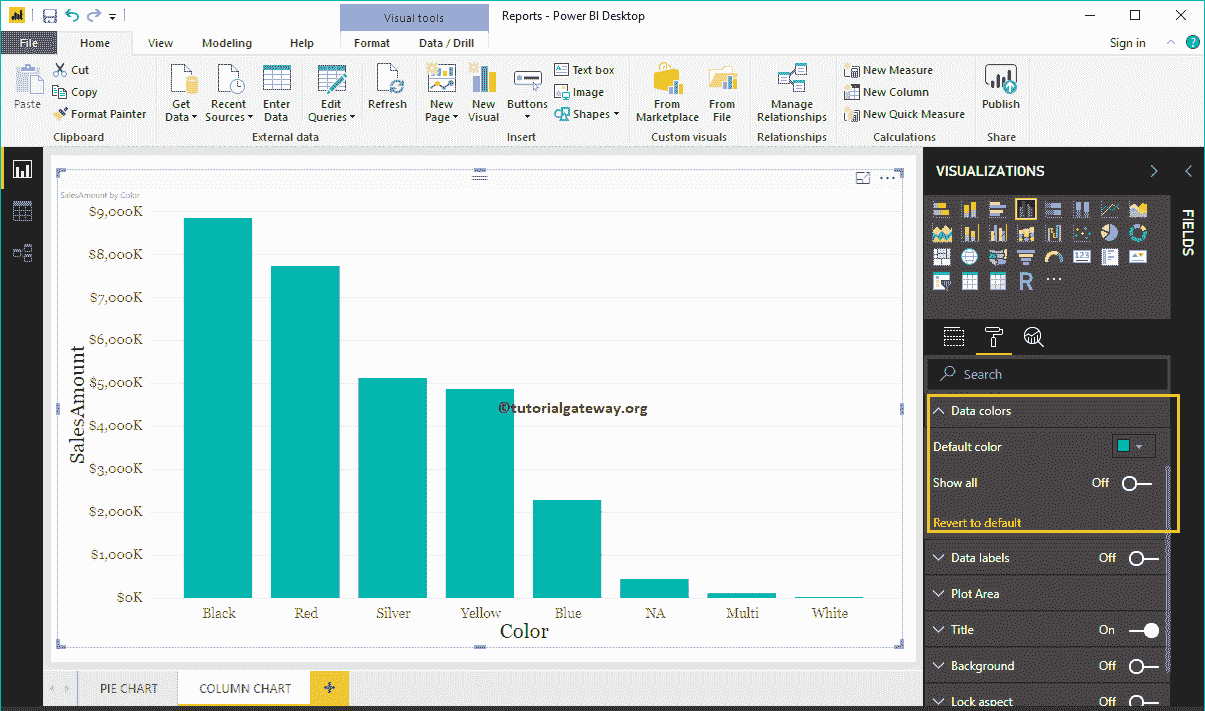 Visual tools
Reports - Power BI Desktop
File Home View Modeling Help Format Data / Drill Sign in ?
Paste
Cut
Copy
Format Painter
Clipboard
Get Data
Recent Sources
Enter Data
Edit Queries
External data
Refresh
New Page
New Visual
Buttons
Text box
Image
Shapes
Insert
From Marketplace
From File
Custom visuals
Manage Relationships
Relationships
New Measure
New Column
New Quick Measure
Calculations
Publish
Share
SalesAmount by Color
SalesAmount
$9,000K
$8,000K
$7,000K
$6,000K
$5,000K
$4,000K
$3,000K
$2,000K
$1,000K
$0K
©tutorialgateway.org
Black Red Silver Yellow Blue NA Multi White
Color
VISUALIZATIONS
FIELDS
123
R
Search
Data colors
Default color
Show all Off
Revert to default
Data labels Off
Plot Area
Title On
Background Off
Lock aspect Off
PIE CHART COLUMN CHART